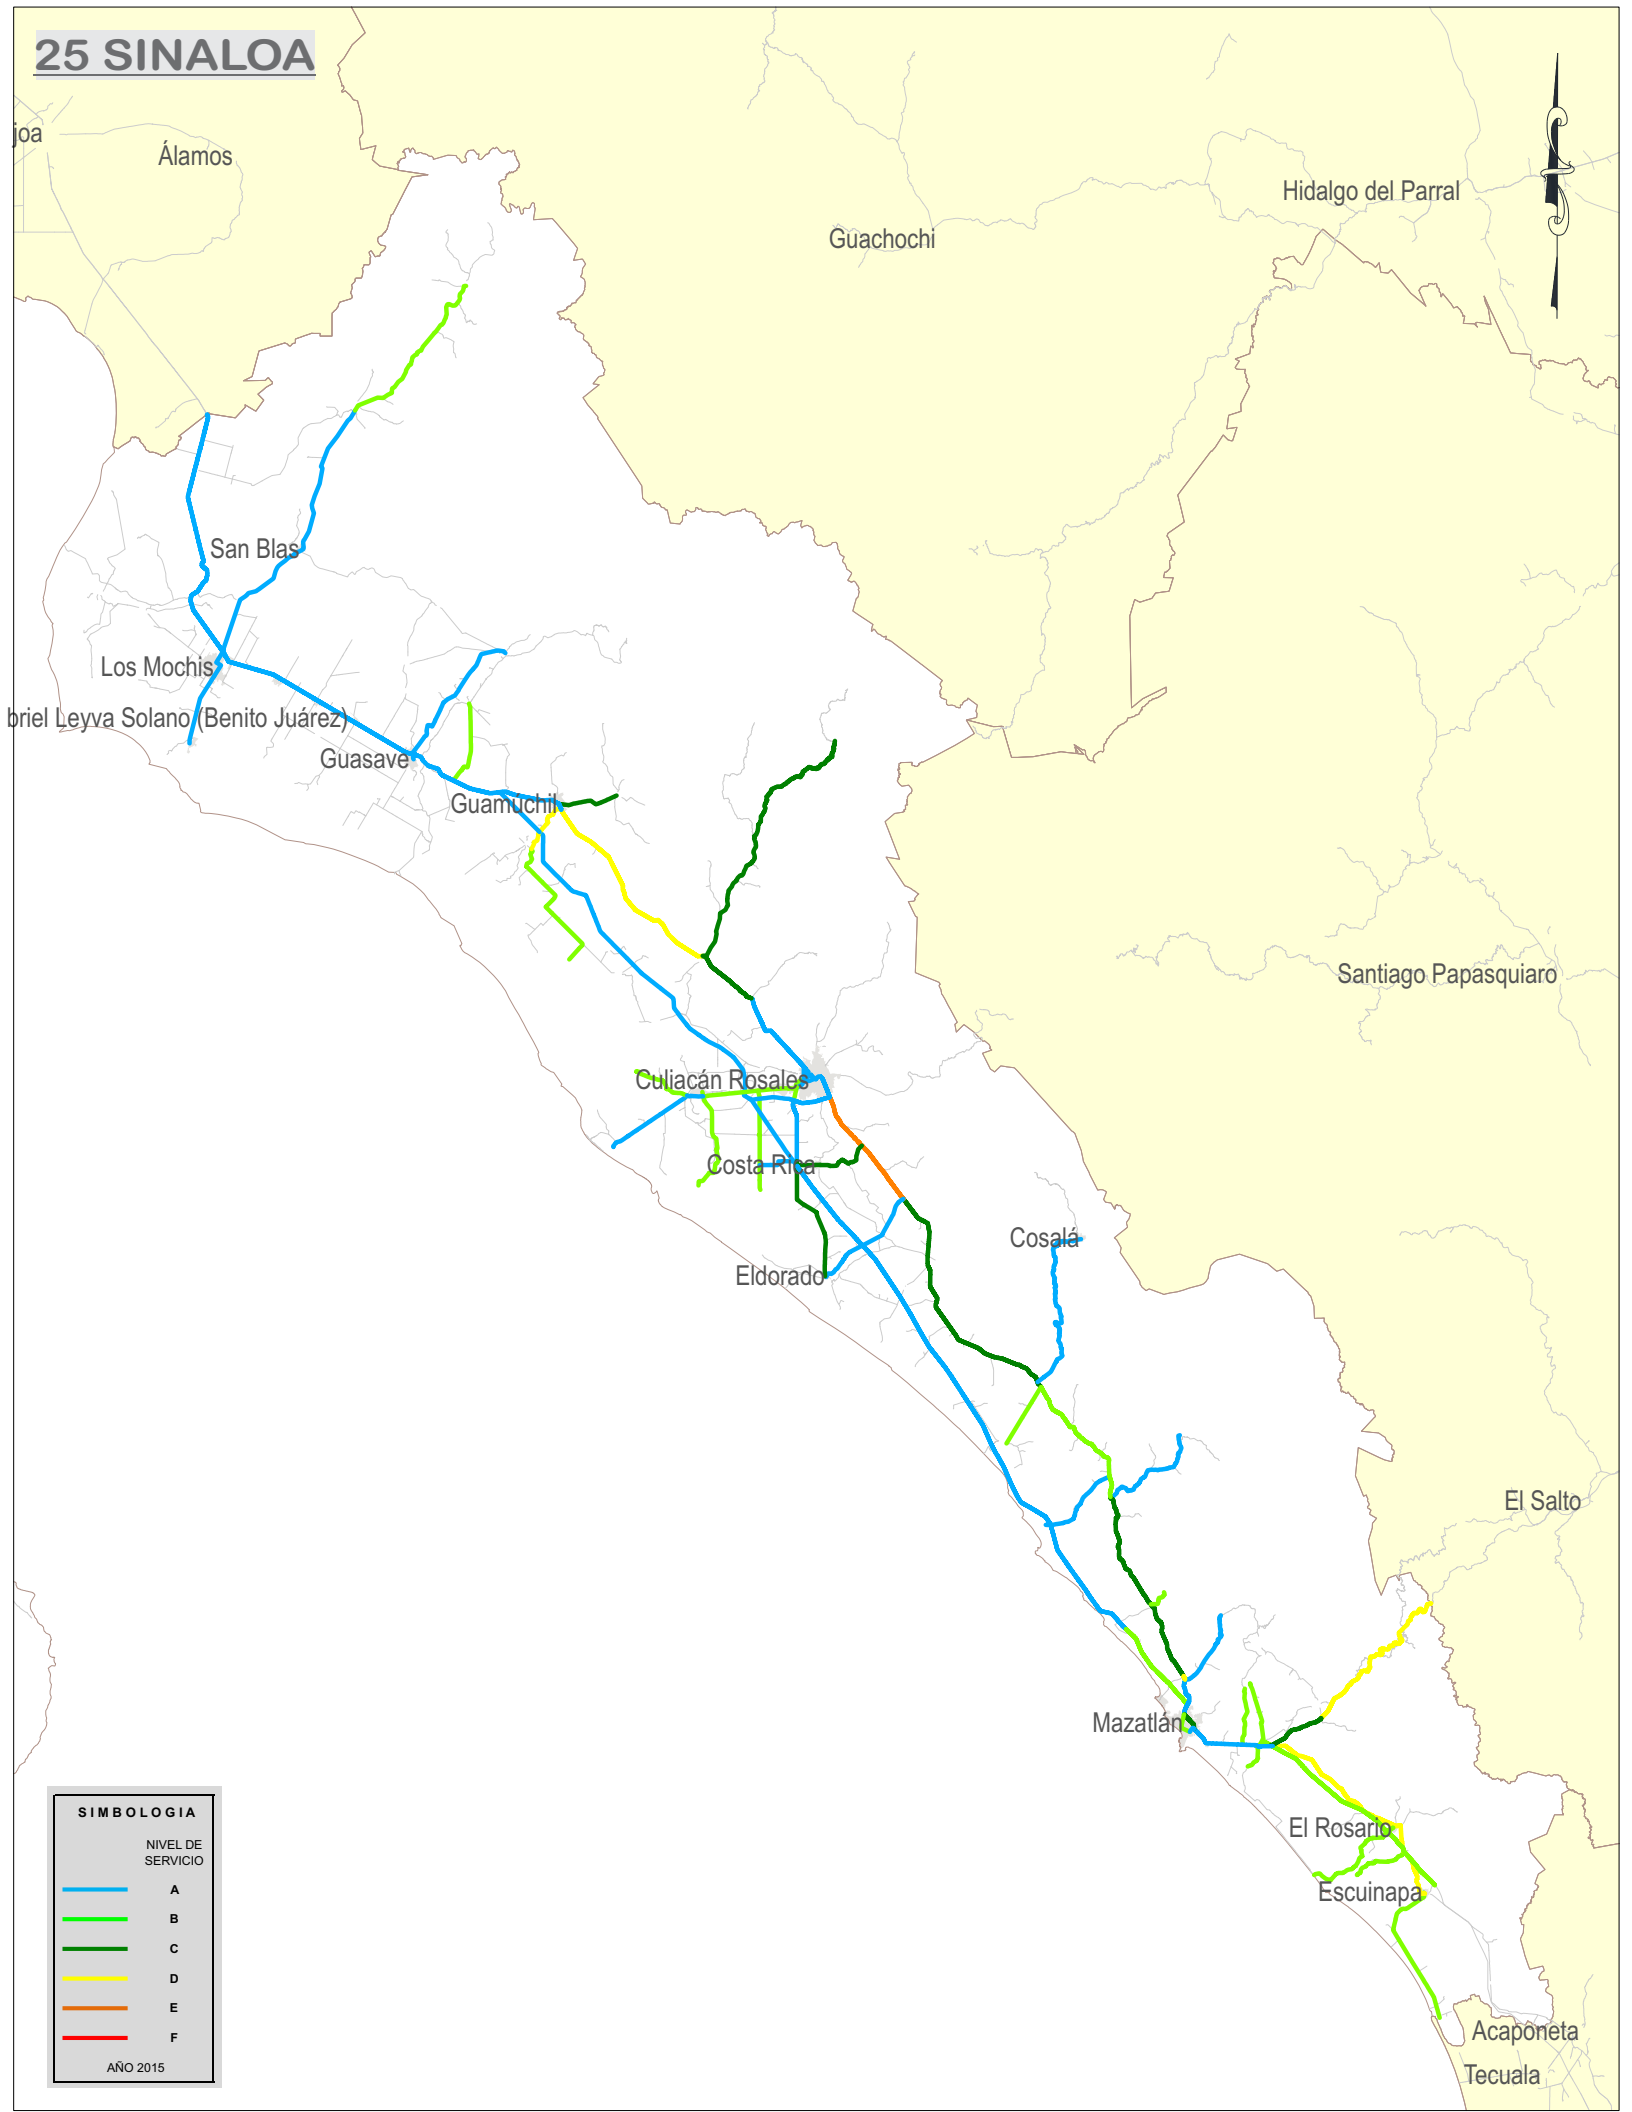 25 SINALOA
joa
Álamos
Hidalgo del Parral
Guachochi
San Blas
Los Mochis
briel Leyva Solano (Benito Juárez)
Guasave
Guamúchil
Santiago Papasquiaro
Culiacán Rosales
Costa Rica
Cosalá
Eldorado
El Salto
Mazatlán
El Rosario
Escuinapa
Acaponeta
Tecuala
SIMBOLOGIA
NIVEL DE
SERVICIO
A
B
C
D
E
F
AÑO 2015